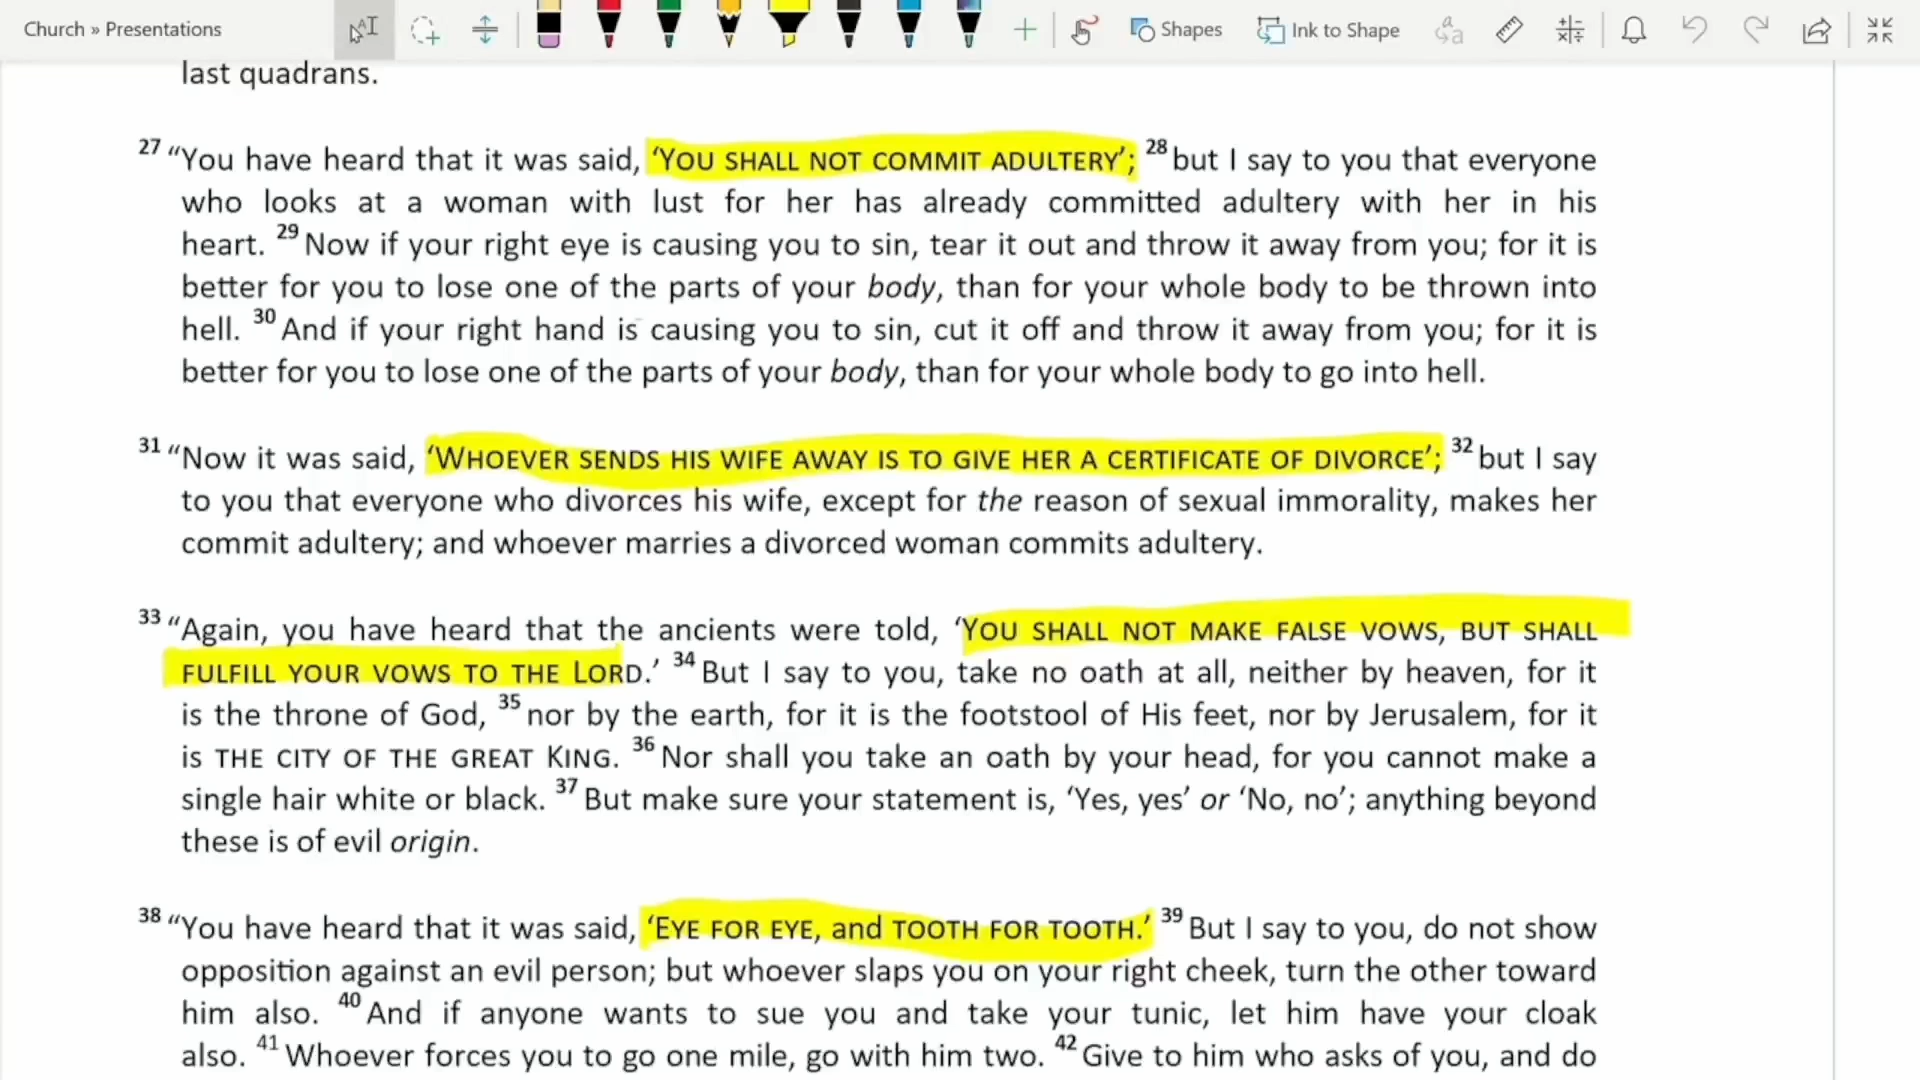 Church » Presentations
Shapes
Ink to Shape
last quadrans.
27 “You have heard that it was said, ‘YOU SHALL NOT COMMIT ADULTERY’; 28 but I say to you that everyone
who looks at a woman with lust for her has already committed adultery with her in his
heart. 29 Now if your right eye is causing you to sin, tear it out and throw it away from you; for it is
better for you to lose one of the parts of your body, than for your whole body to be thrown into
hell. 30 And if your right hand is causing you to sin, cut it off and throw it away from you; for it is
better for you to lose one of the parts of your body, than for your whole body to go into hell.
31 “Now it was said, ‘WHOEVER SENDS HIS WIFE AWAY IS TO GIVE HER A CERTIFICATE OF DIVORCE’; 32 but I say
to you that everyone who divorces his wife, except for the reason of sexual immorality, makes her
commit adultery; and whoever marries a divorced woman commits adultery.
33 “Again, you have heard that the ancients were told, ‘YOU SHALL NOT MAKE FALSE VOWS, BUT SHALL
FULFILL YOUR VOWS TO THE LORD.’ 34 But I say to you, take no oath at all, neither by heaven, for it
is the throne of God, 35 nor by the earth, for it is the footstool of His feet, nor by Jerusalem, for it
is THE CITY OF THE GREAT KING. 36 Nor shall you take an oath by your head, for you cannot make a
single hair white or black. 37 But make sure your statement is, ‘Yes, yes’ or ‘No, no’; anything beyond
these is of evil origin.
38 “You have heard that it was said, ‘EYE FOR EYE, and TOOTH FOR TOOTH.’ 39 But I say to you, do not show
opposition against an evil person; but whoever slaps you on your right cheek, turn the other toward
him also. 40 And if anyone wants to sue you and take your tunic, let him have your cloak
also. 41 Whoever forces you to go one mile, go with him two. 42 Give to him who asks of you, and do